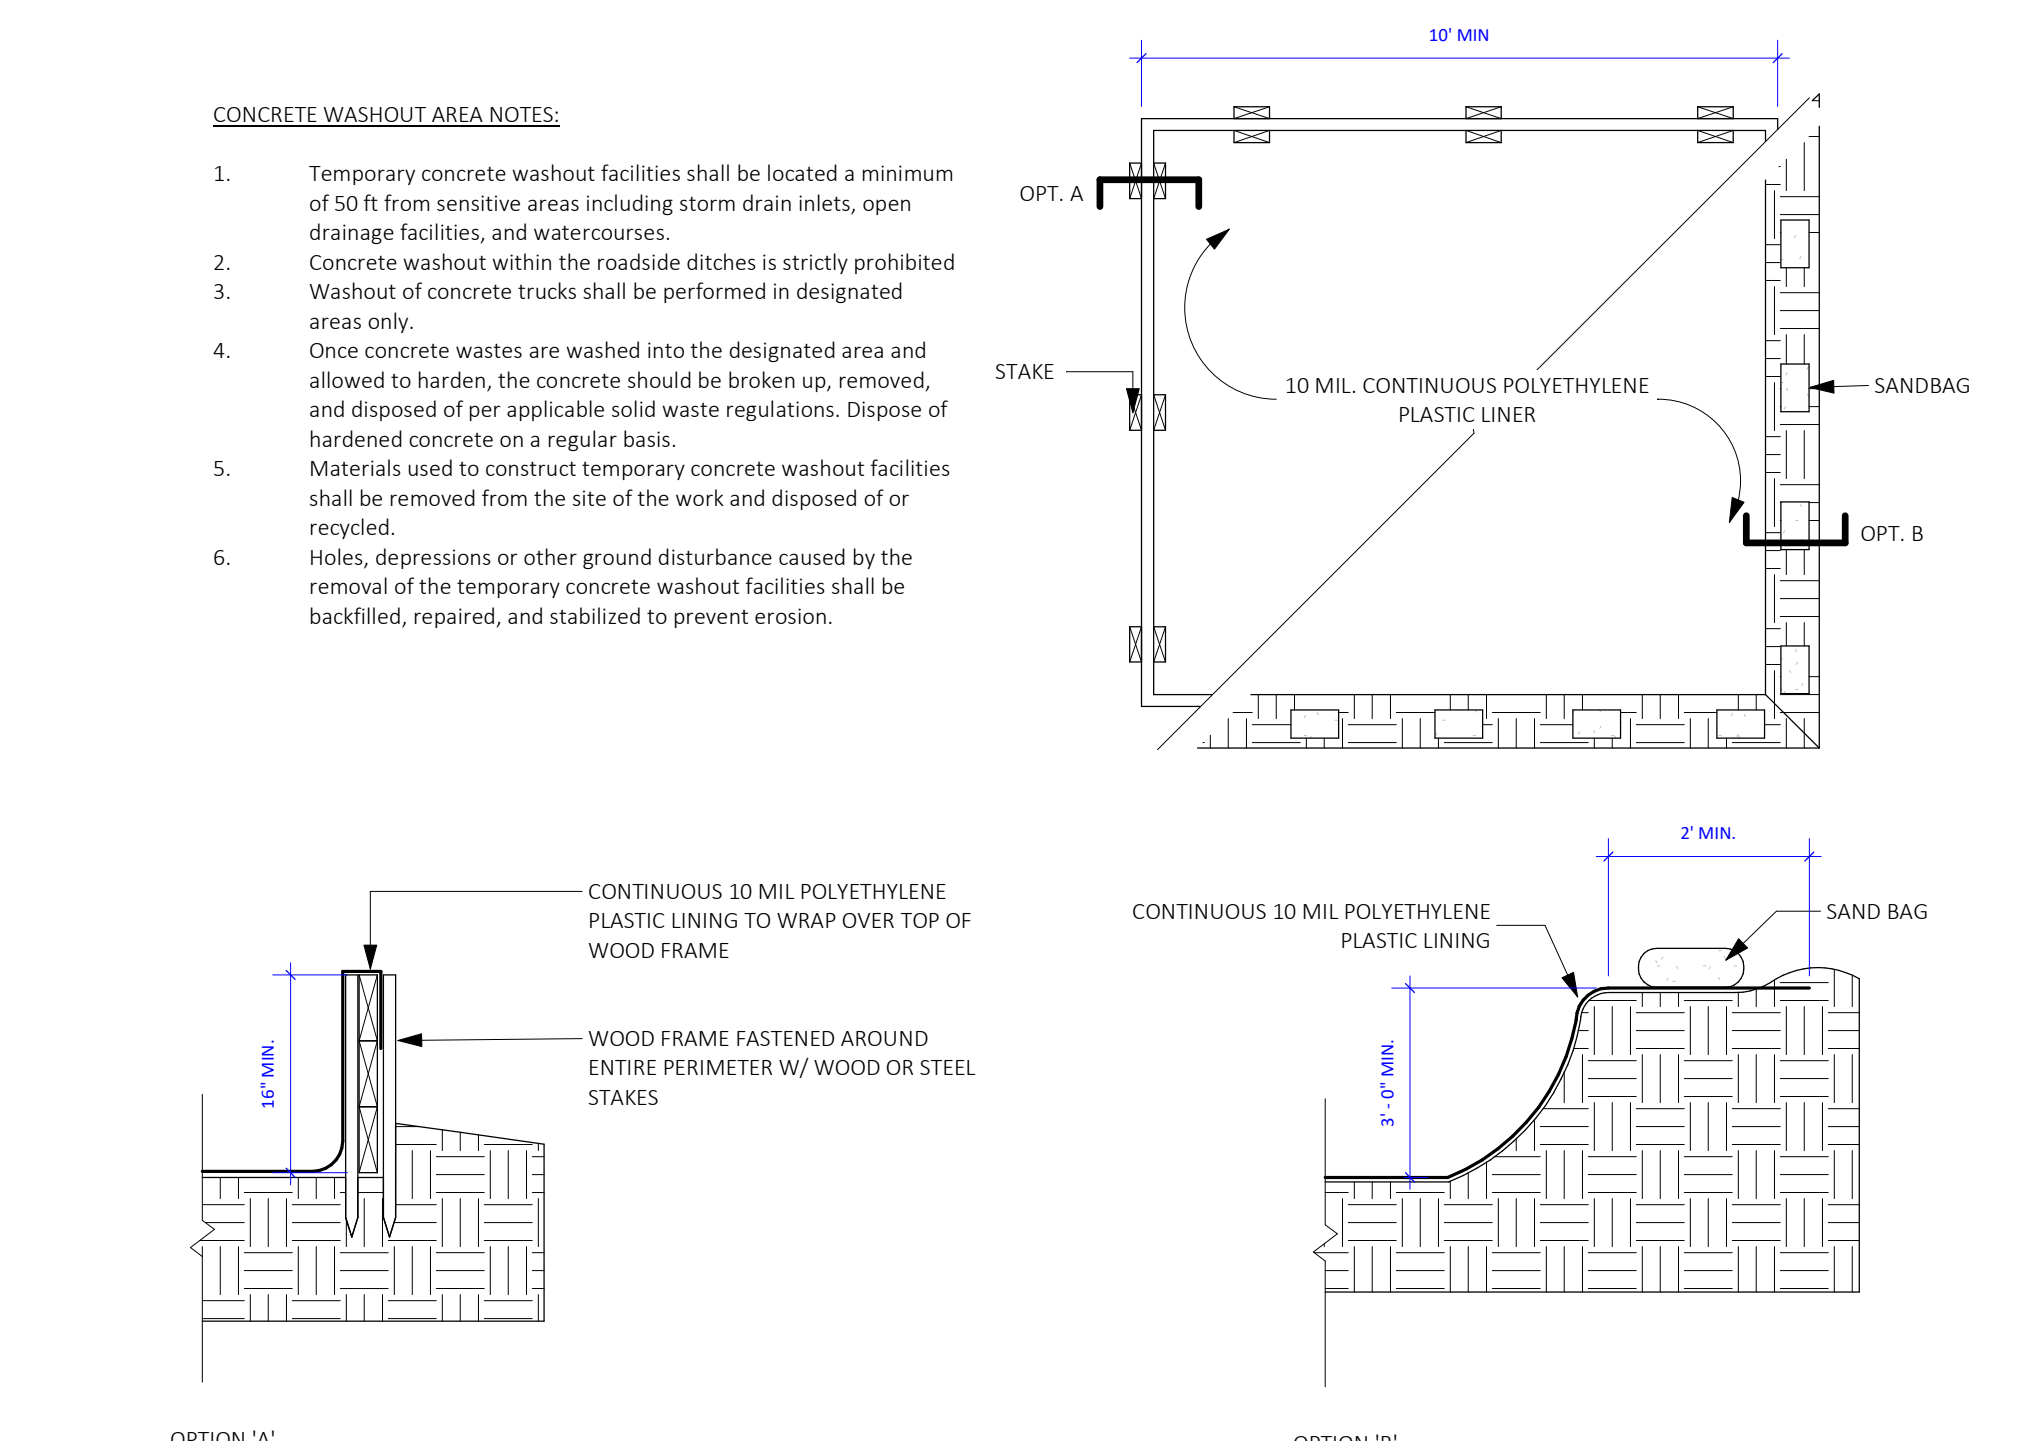 CONCRETE WASHOUT AREA NOTES:
1. Temporary concrete washout facilities shall be located a minimum
of 50 ft from sensitive areas including storm drain inlets, open
drainage facilities, and watercourses.
2. Concrete washout within the roadside ditches is strictly prohibited
3. Washout of concrete trucks shall be performed in designated
areas only.
4. Once concrete wastes are washed into the designated area and
allowed to harden, the concrete should be broken up, removed,
and disposed of per applicable solid waste regulations. Dispose of
hardened concrete on a regular basis.
5. Materials used to construct temporary concrete washout facilities
shall be removed from the site of the work and disposed of or
recycled.
6. Holes, depressions or other ground disturbance caused by the
removal of the temporary concrete washout facilities shall be
backfilled, repaired, and stabilized to prevent erosion.
10' MIN
OPT. A
STAKE
10 MIL. CONTINUOUS POLYETHYLENE
PLASTIC LINER
SANDBAG
OPT. B
CONTINUOUS 10 MIL POLYETHYLENE
PLASTIC LINING TO WRAP OVER TOP OF
WOOD FRAME
WOOD FRAME FASTENED AROUND
ENTIRE PERIMETER W/ WOOD OR STEEL
STAKES
16" MIN.
OPTION 'A'
2' MIN.
CONTINUOUS 10 MIL POLYETHYLENE
PLASTIC LINING
SAND BAG
3' - 0" MIN.
OPTION 'B'